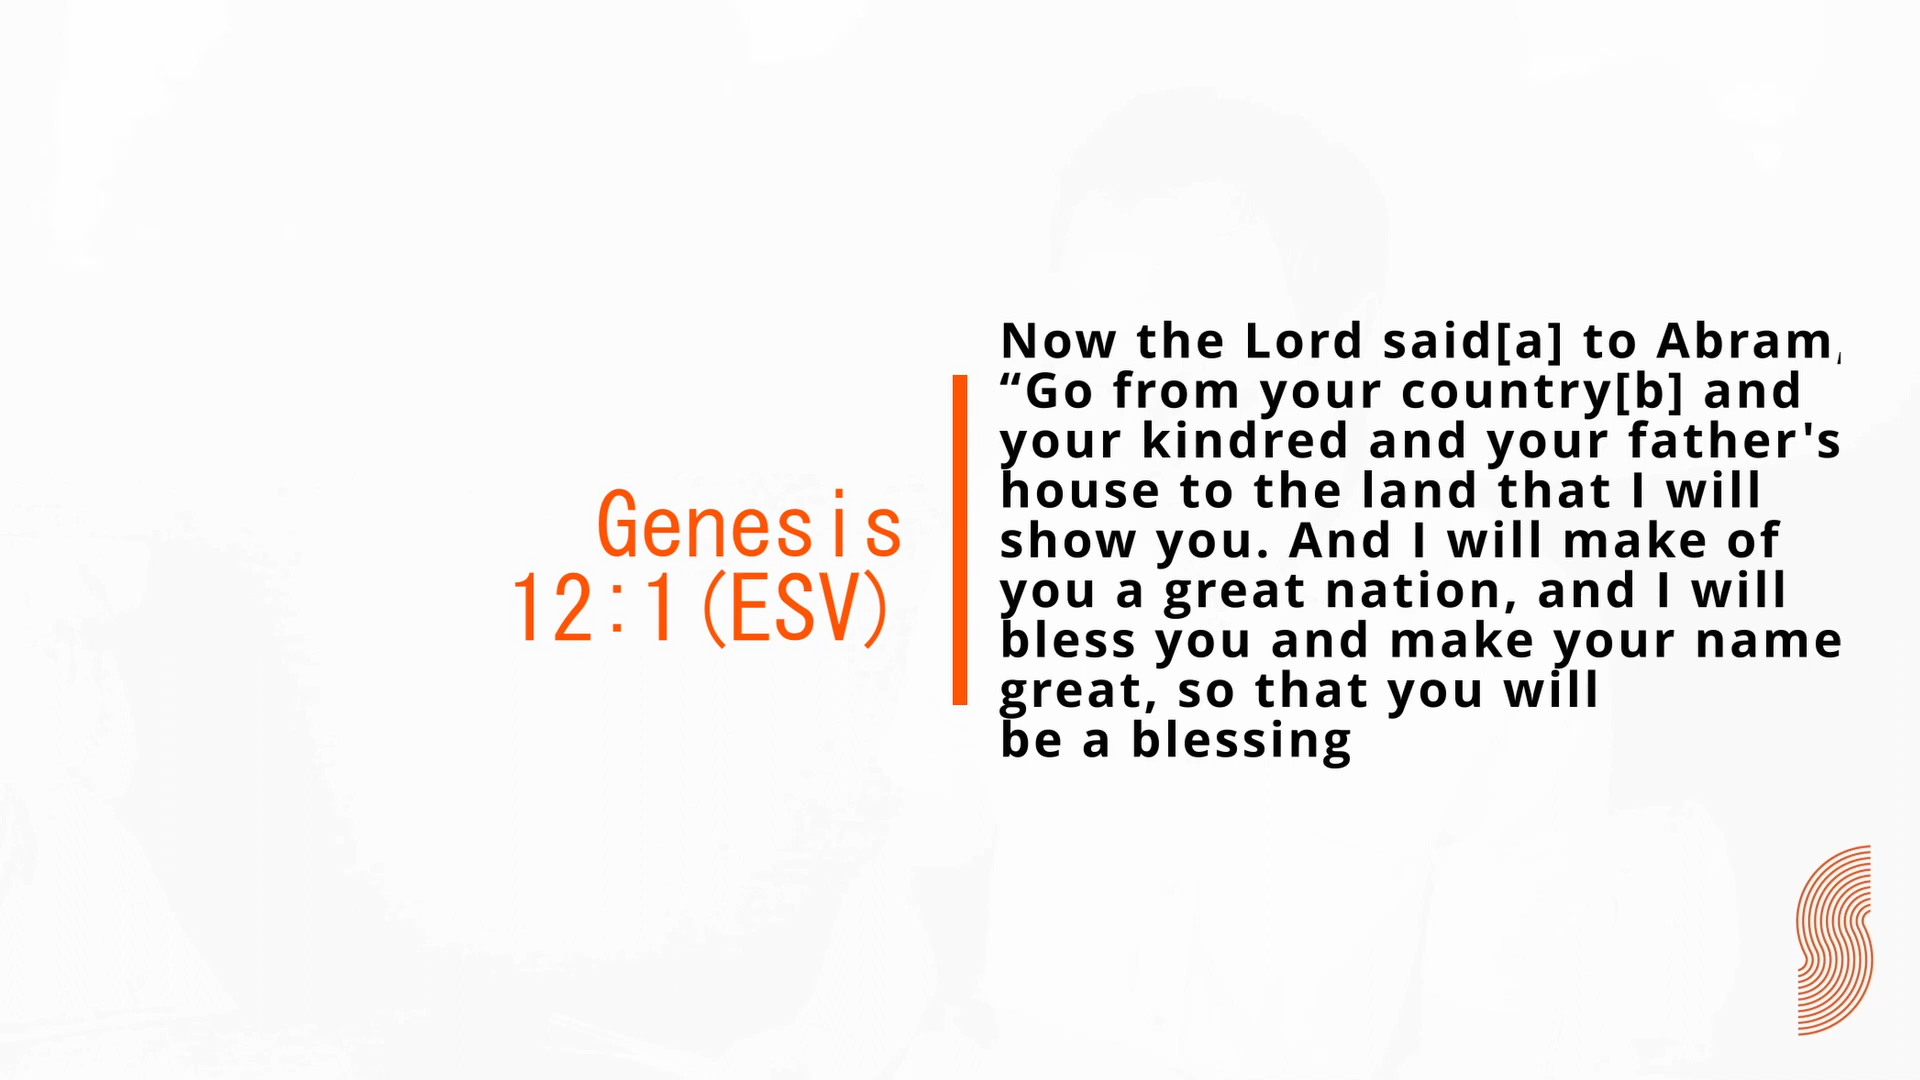 Genesis
12:1(ESV)
Now the Lord said[a] to Abram,
“Go from your country[b] and
your kindred and your father's
house to the land that I will
show you. And I will make of
you a great nation, and I will
bless you and make your name
great, so that you will
be a blessing